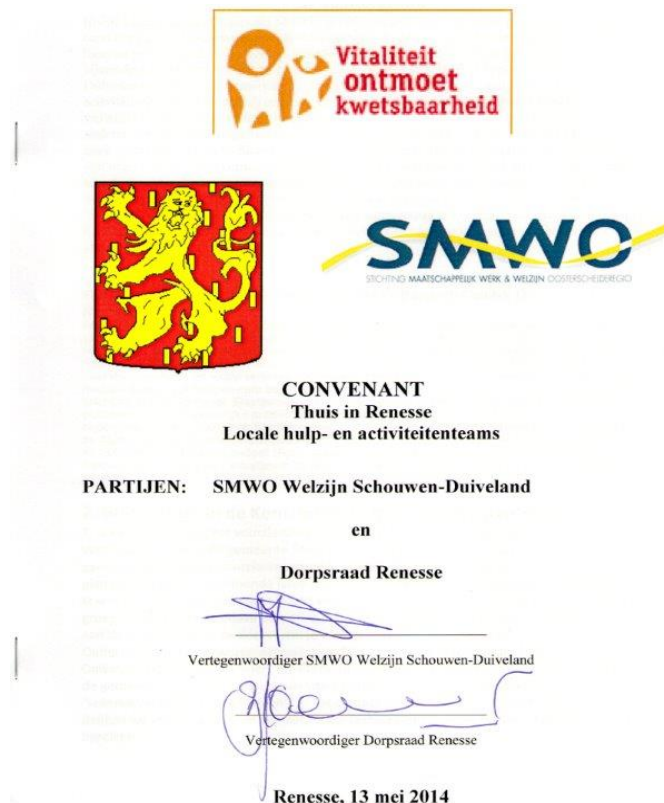 Vitaliteit
ontmoet
kwetsbaarheid
SMWO
STICHTING MAATSCHAPPELIJK WERK & WELZIJN OOSTERSCHELDEREGIO
CONVENANT
Thuis in Renesse
Locale hulp- en activiteitenteams
PARTIJEN: SMWO Welzijn Schouwen-Duiveland
en
Dorpsraad Renesse
Vertegenwoordiger SMWO Welzijn Schouwen-Duiveland
Vertegenwoordiger Dorpsraad Renesse
Renesse, 13 mei 2014